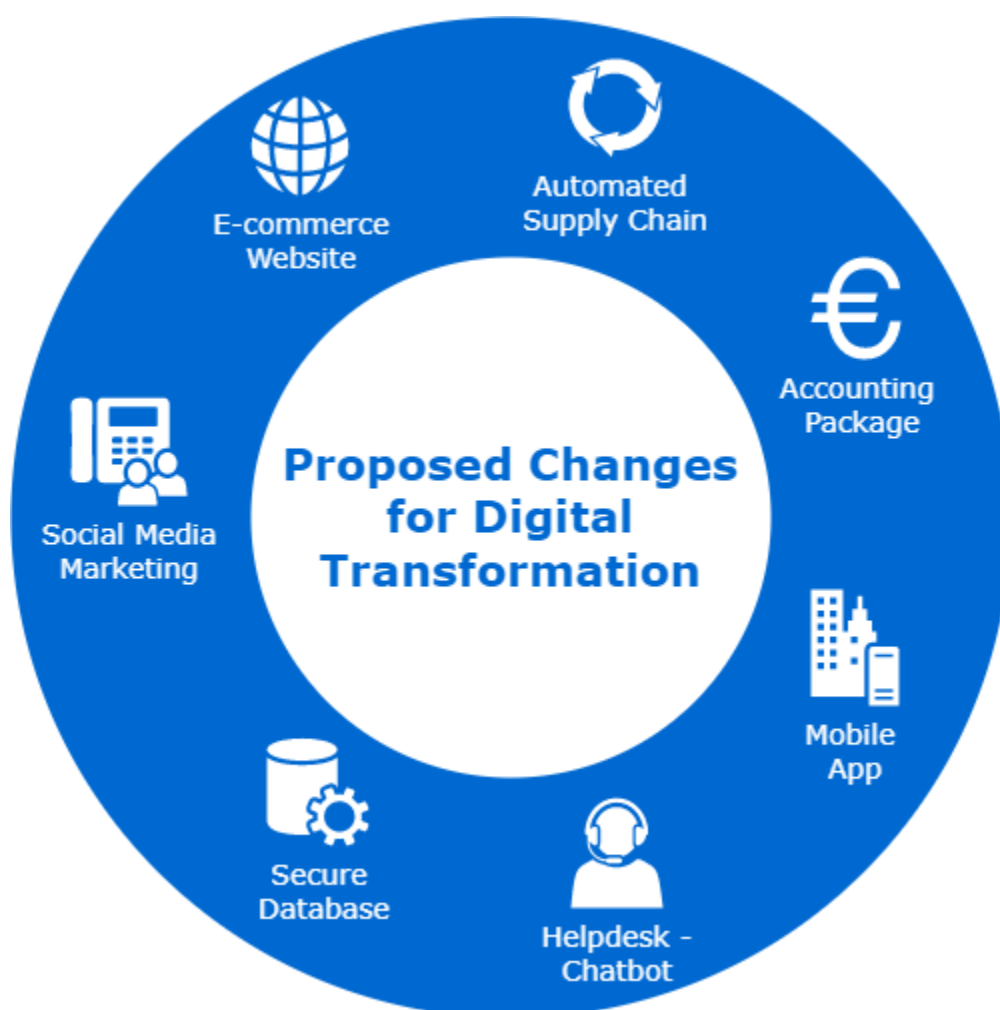 Automated
Supply Chain
E-commerce
Website
€
Accounting
Package
Proposed Changes
for Digital
Transformation
Social Media
Marketing
Mobile
App
Secure
Database
Helpdesk -
Chatbot